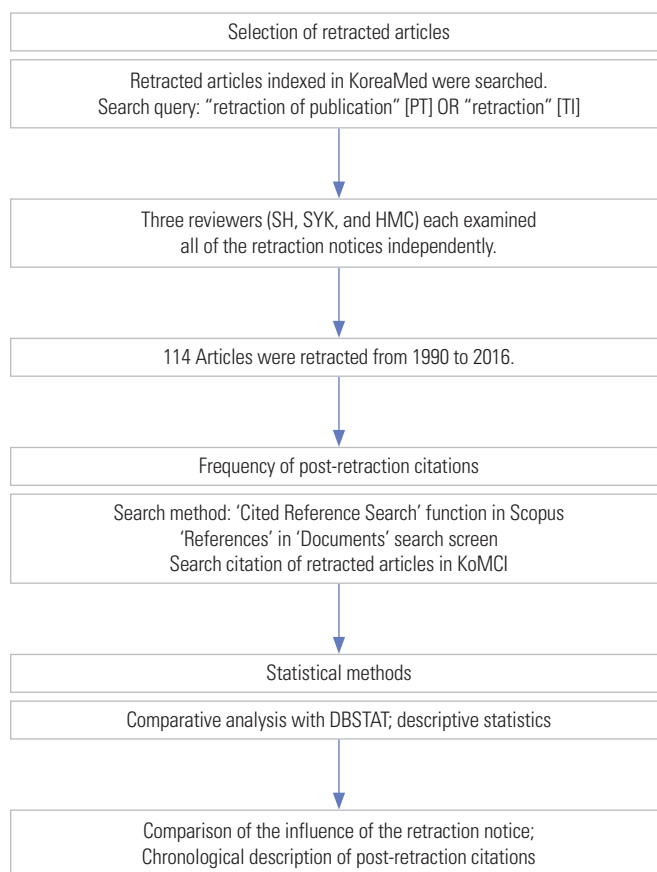 Selection of retracted articles
Retracted articles indexed in KoreaMed were searched.
Search query: “retraction of publication” [PT] OR “retraction” [TI]
Three reviewers (SH, SYK, and HMC) each examined
all of the retraction notices independently.
114 Articles were retracted from 1990 to 2016.
Frequency of post-retraction citations
Search method: ‘Cited Reference Search’ function in Scopus
‘References’ in ‘Documents’ search screen
Search citation of retracted articles in KoMCI
Statistical methods
Comparative analysis with DBSTAT; descriptive statistics
Comparison of the influence of the retraction notice;
Chronological description of post-retraction citations